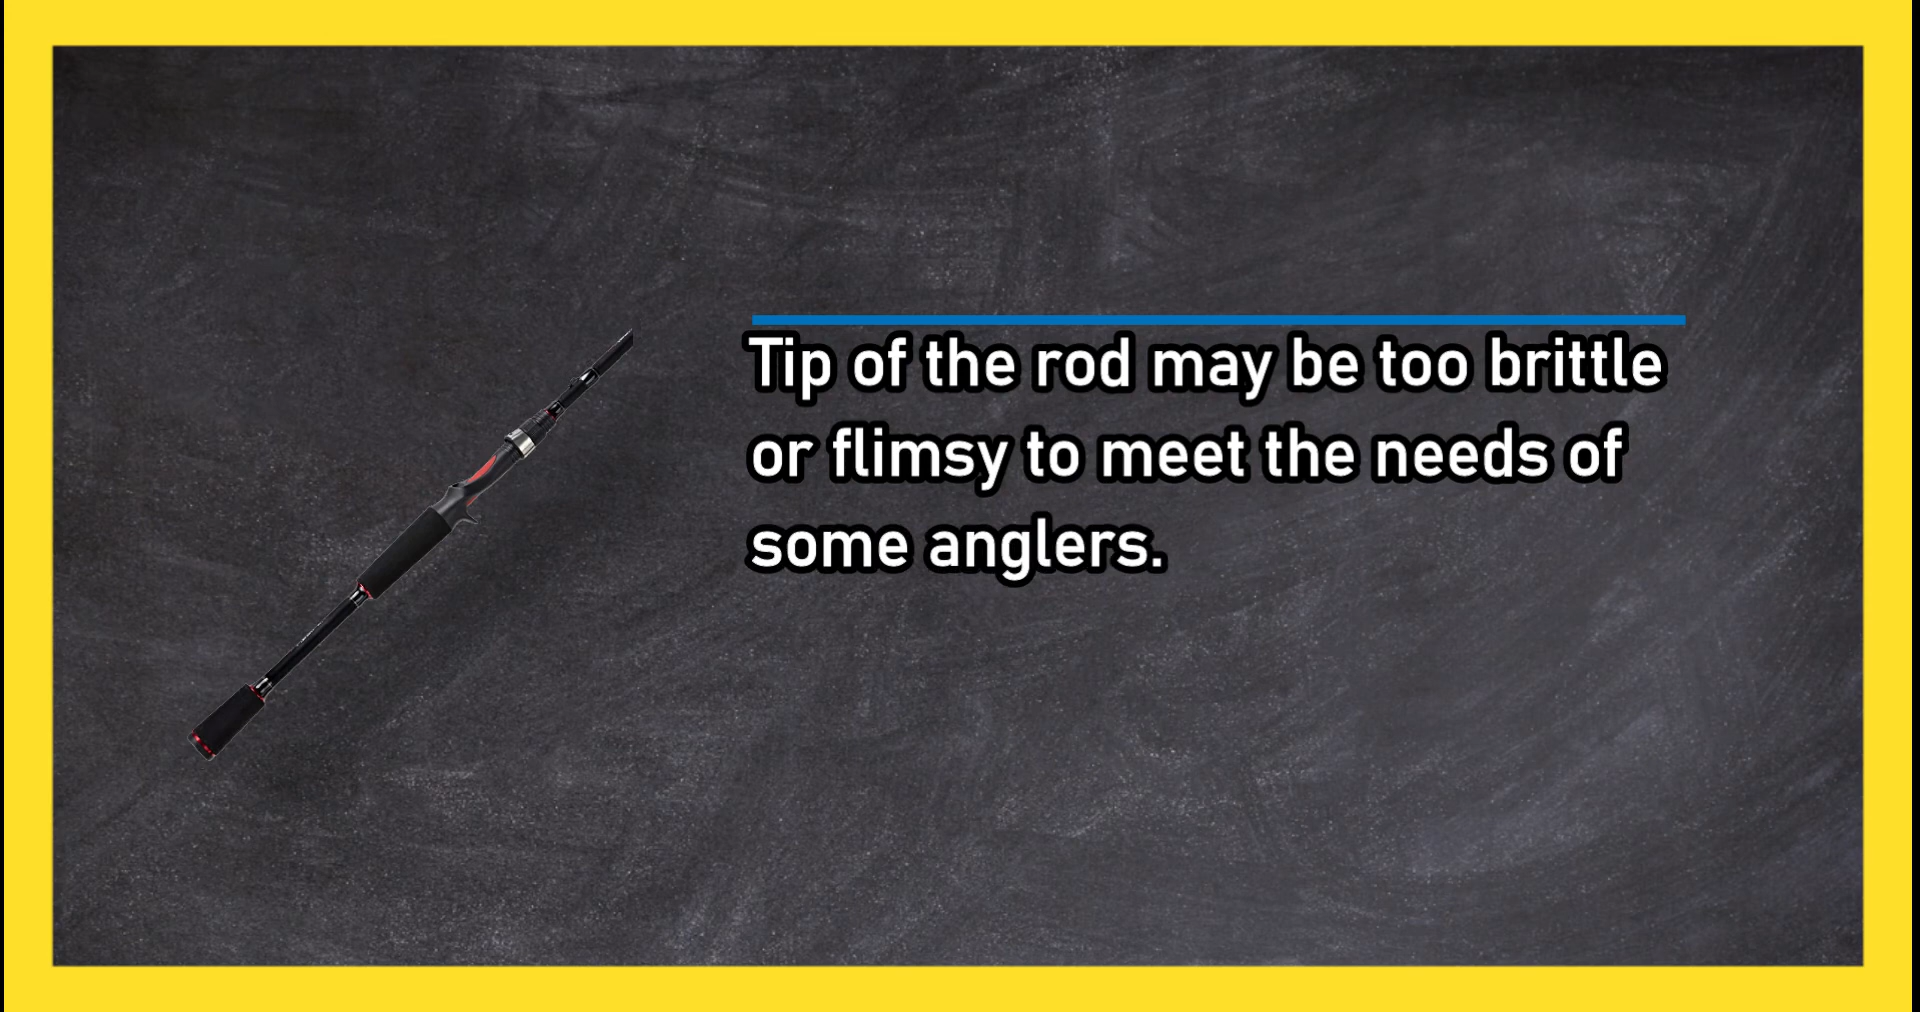 Tip of the rod may be too brittle
or flimsy to meet the needs of
some anglers.